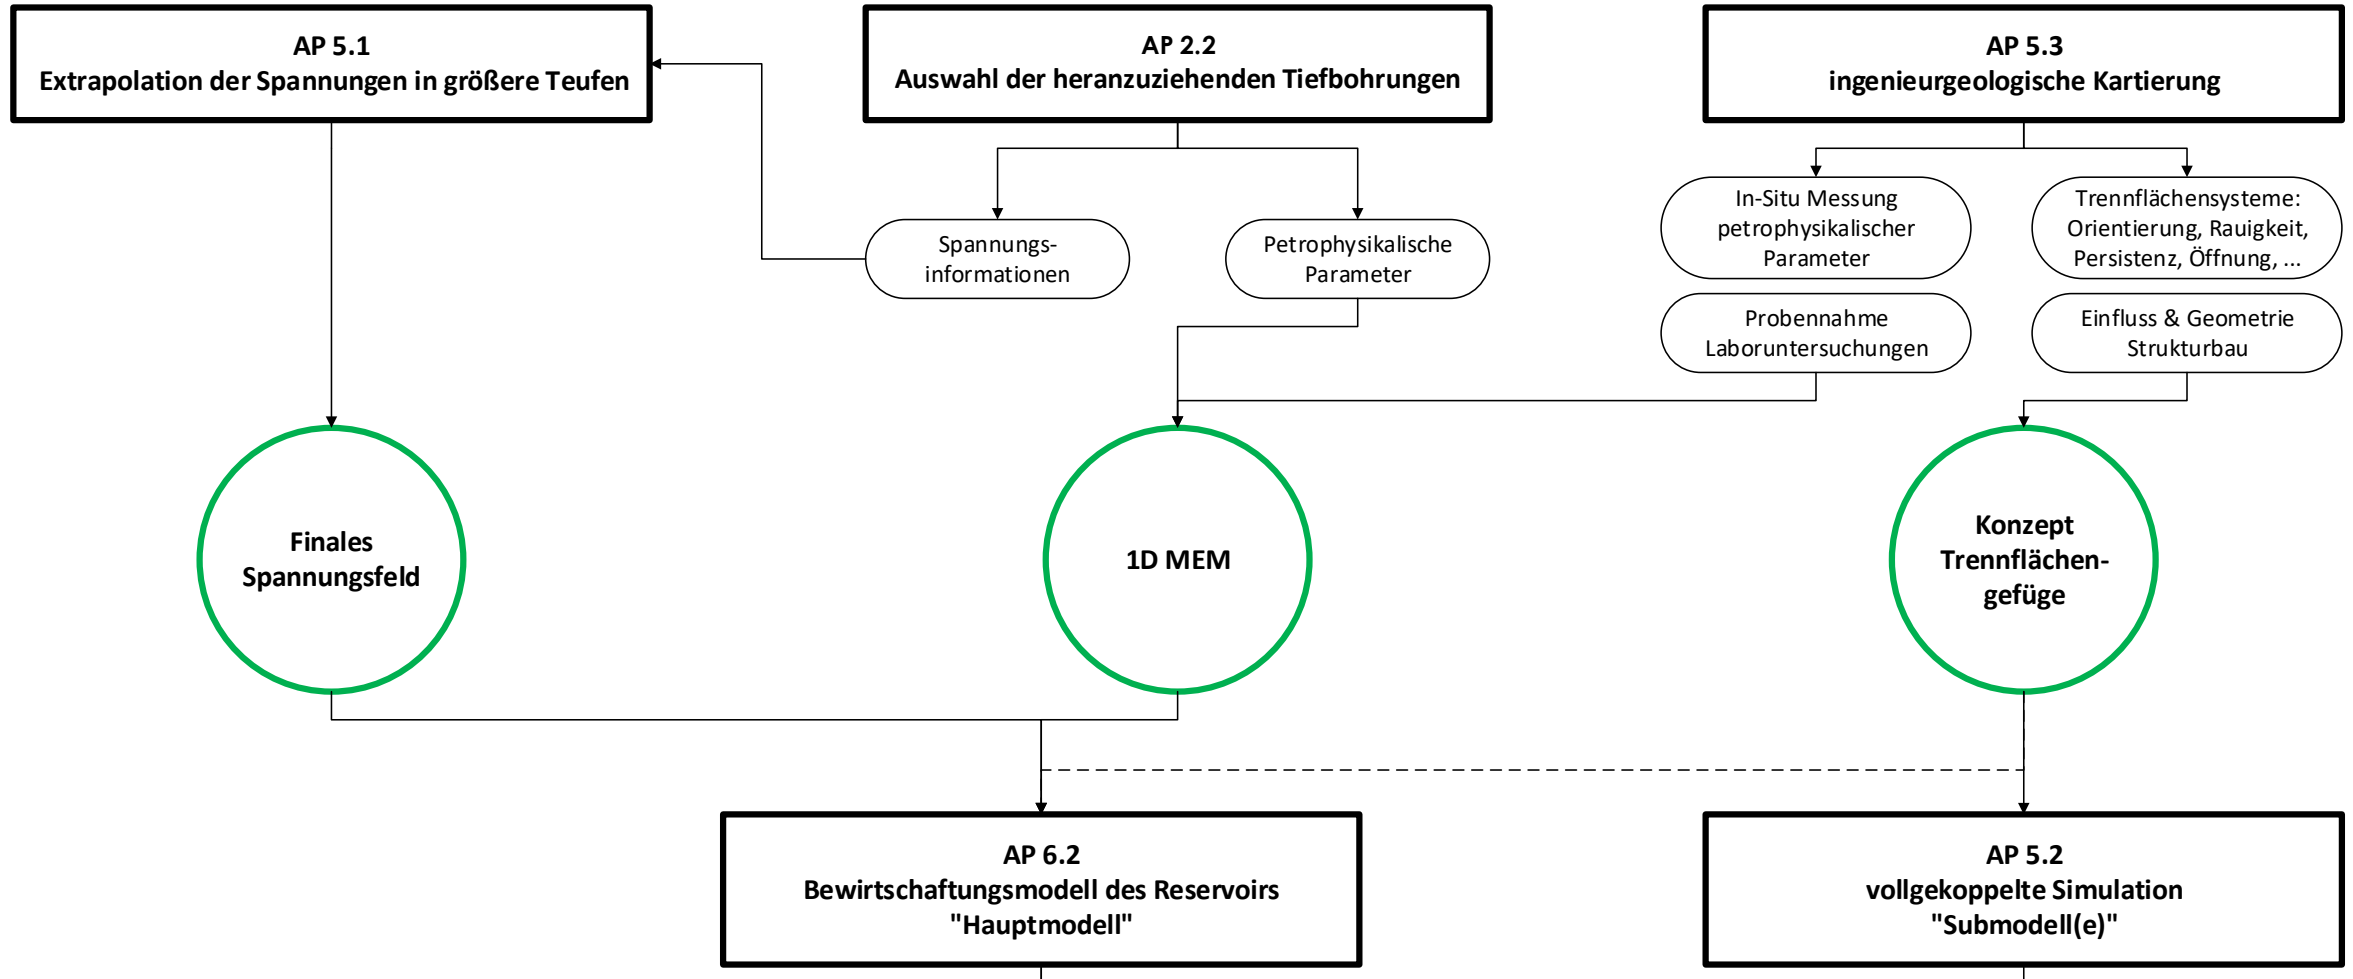 AP 5.1
Extrapolation der Spannungen in größere Teufen
AP 2.2
Auswahl der heranzuziehenden Tiefbohrungen
AP 5.3
ingenieurgeologische Kartierung
Spannungs-
informationen
Petrophysikalische
Parameter
In-Situ Messung
petrophysikalischer
Parameter
Trennflächensysteme:
Orientierung, Rauigkeit,
Persistenz, Öffnung, ...
Probennahme
Laboruntersuchungen
Einfluss & Geometrie
Strukturbau
Finales
Spannungsfeld
1D MEM
Konzept
Trennflächen-
gefüge
AP 6.2
Bewirtschaftungsmodell des Reservoirs
"Hauptmodell"
AP 5.2
vollgekoppelte Simulation
"Submodell(e)"